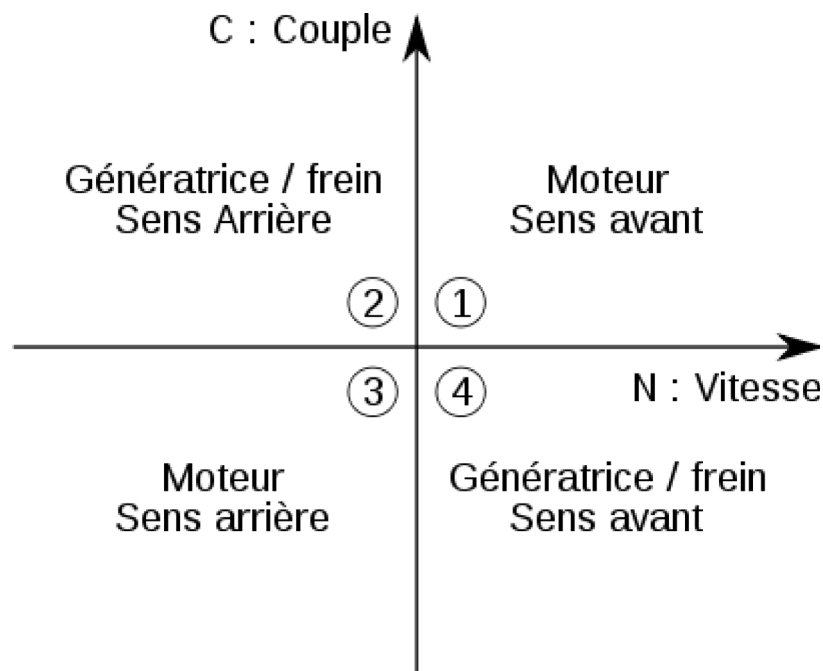 C : Couple
Génératrice / frein
Sens Arrière
Moteur
Sens avant
2
1
3
4
N : Vitesse
Moteur
Sens arrière
Génératrice / frein
Sens avant